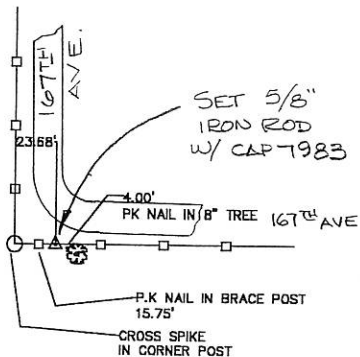 167TH
AVE.
SET 5/8"
IRON ROD
W/ CAP 7983
23.68'
4.00'
PK NAIL IN 8" TREE
167TH AVE
P.K NAIL IN BRACE POST
15.75'
CROSS SPIKE
IN CORNER POST